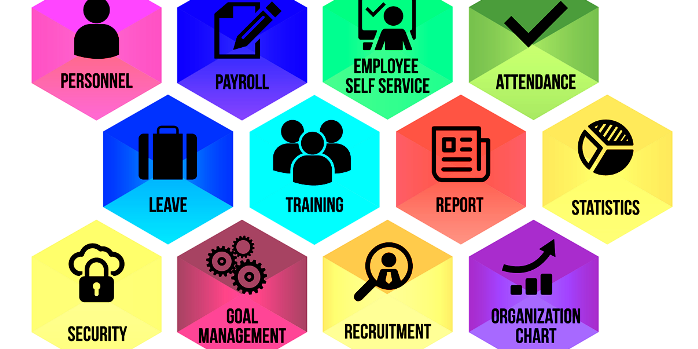 PERSONNEL
PAYROLL
EMPLOYEE
SELF SERVICE
ATTENDANCE
LEAVE
TRAINING
REPORT
STATISTICS
SECURITY
GOAL
MANAGEMENT
RECRUITMENT
ORGANIZATION
CHART